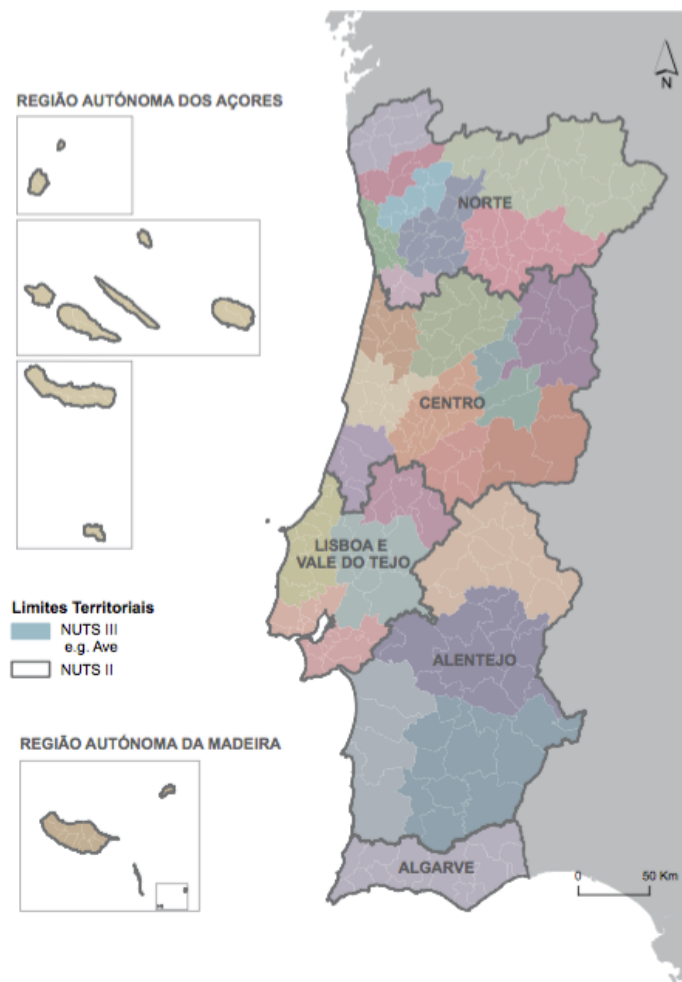 N
REGIÃO AUTÓNOMA DOS AÇORES
NORTE
CENTRO
LISBOA E
VALE DO TEJO
Limites Territoriais
NUTS III
e.g. Ave
NUTS II
ALENTEJO
REGIÃO AUTÓNOMA DA MADEIRA
ALGARVE
0 50 Km